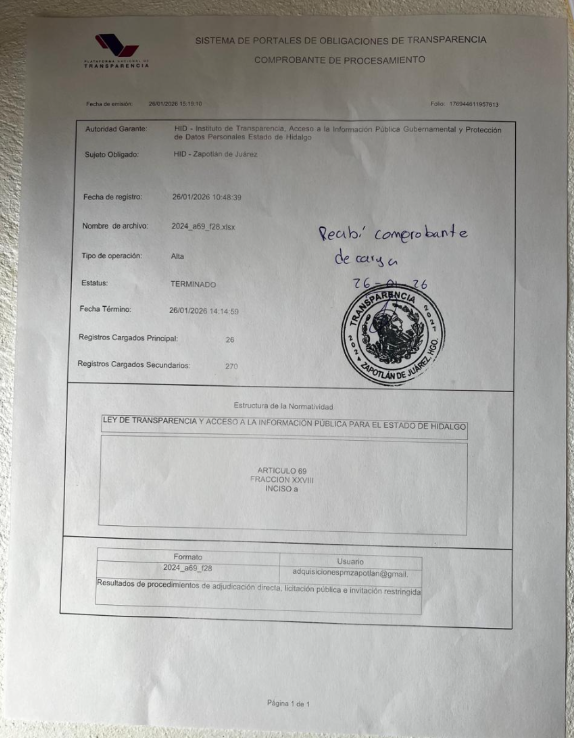 PLATAFORMA NACIONAL DE
TRANSPARENCIA
SISTEMA DE PORTALES DE OBLIGACIONES DE TRANSPARENCIA
COMPROBANTE DE PROCESAMIENTO
Fecha de emisión: 26/01/2026 15:15:10
Folio:
Autoridad Garante: HID - Instituto de Transparencia, Acceso a la Información Pública Gubernamental y Protección
de Datos Personales Estado de Hidalgo
Sujeto Obligado: HID - Zapotlán de Juárez
Fecha de registro: 26/01/2026 10:48:39
Nombre de archivo: 2024_a69_f28.xlsx
Tipo de operación: Alta
Estatus: TERMINADO
Fecha Término: 26/01/2026 14:14:59
Registros Cargados Principal: 26
Registros Cargados Secundarios: 270
Recibí comprobante
de carga
26-01-26
TRANSPARENCIA
ZAPOTLÁN DE JUÁREZ, HGO.
Estructura de la Normatividad
LEY DE TRANSPARENCIA Y ACCESO A LA INFORMACIÓN PÚBLICA PARA EL ESTADO DE HIDALGO
ARTICULO 69
FRACCION XXVIII
INCISO a
Formato Usuario
2024_a69_f28 adquisicionespmzapotlan@gmail.
Resultados de procedimientos de adjudicación directa, licitación pública e invitación restringida
Página 1 de 1